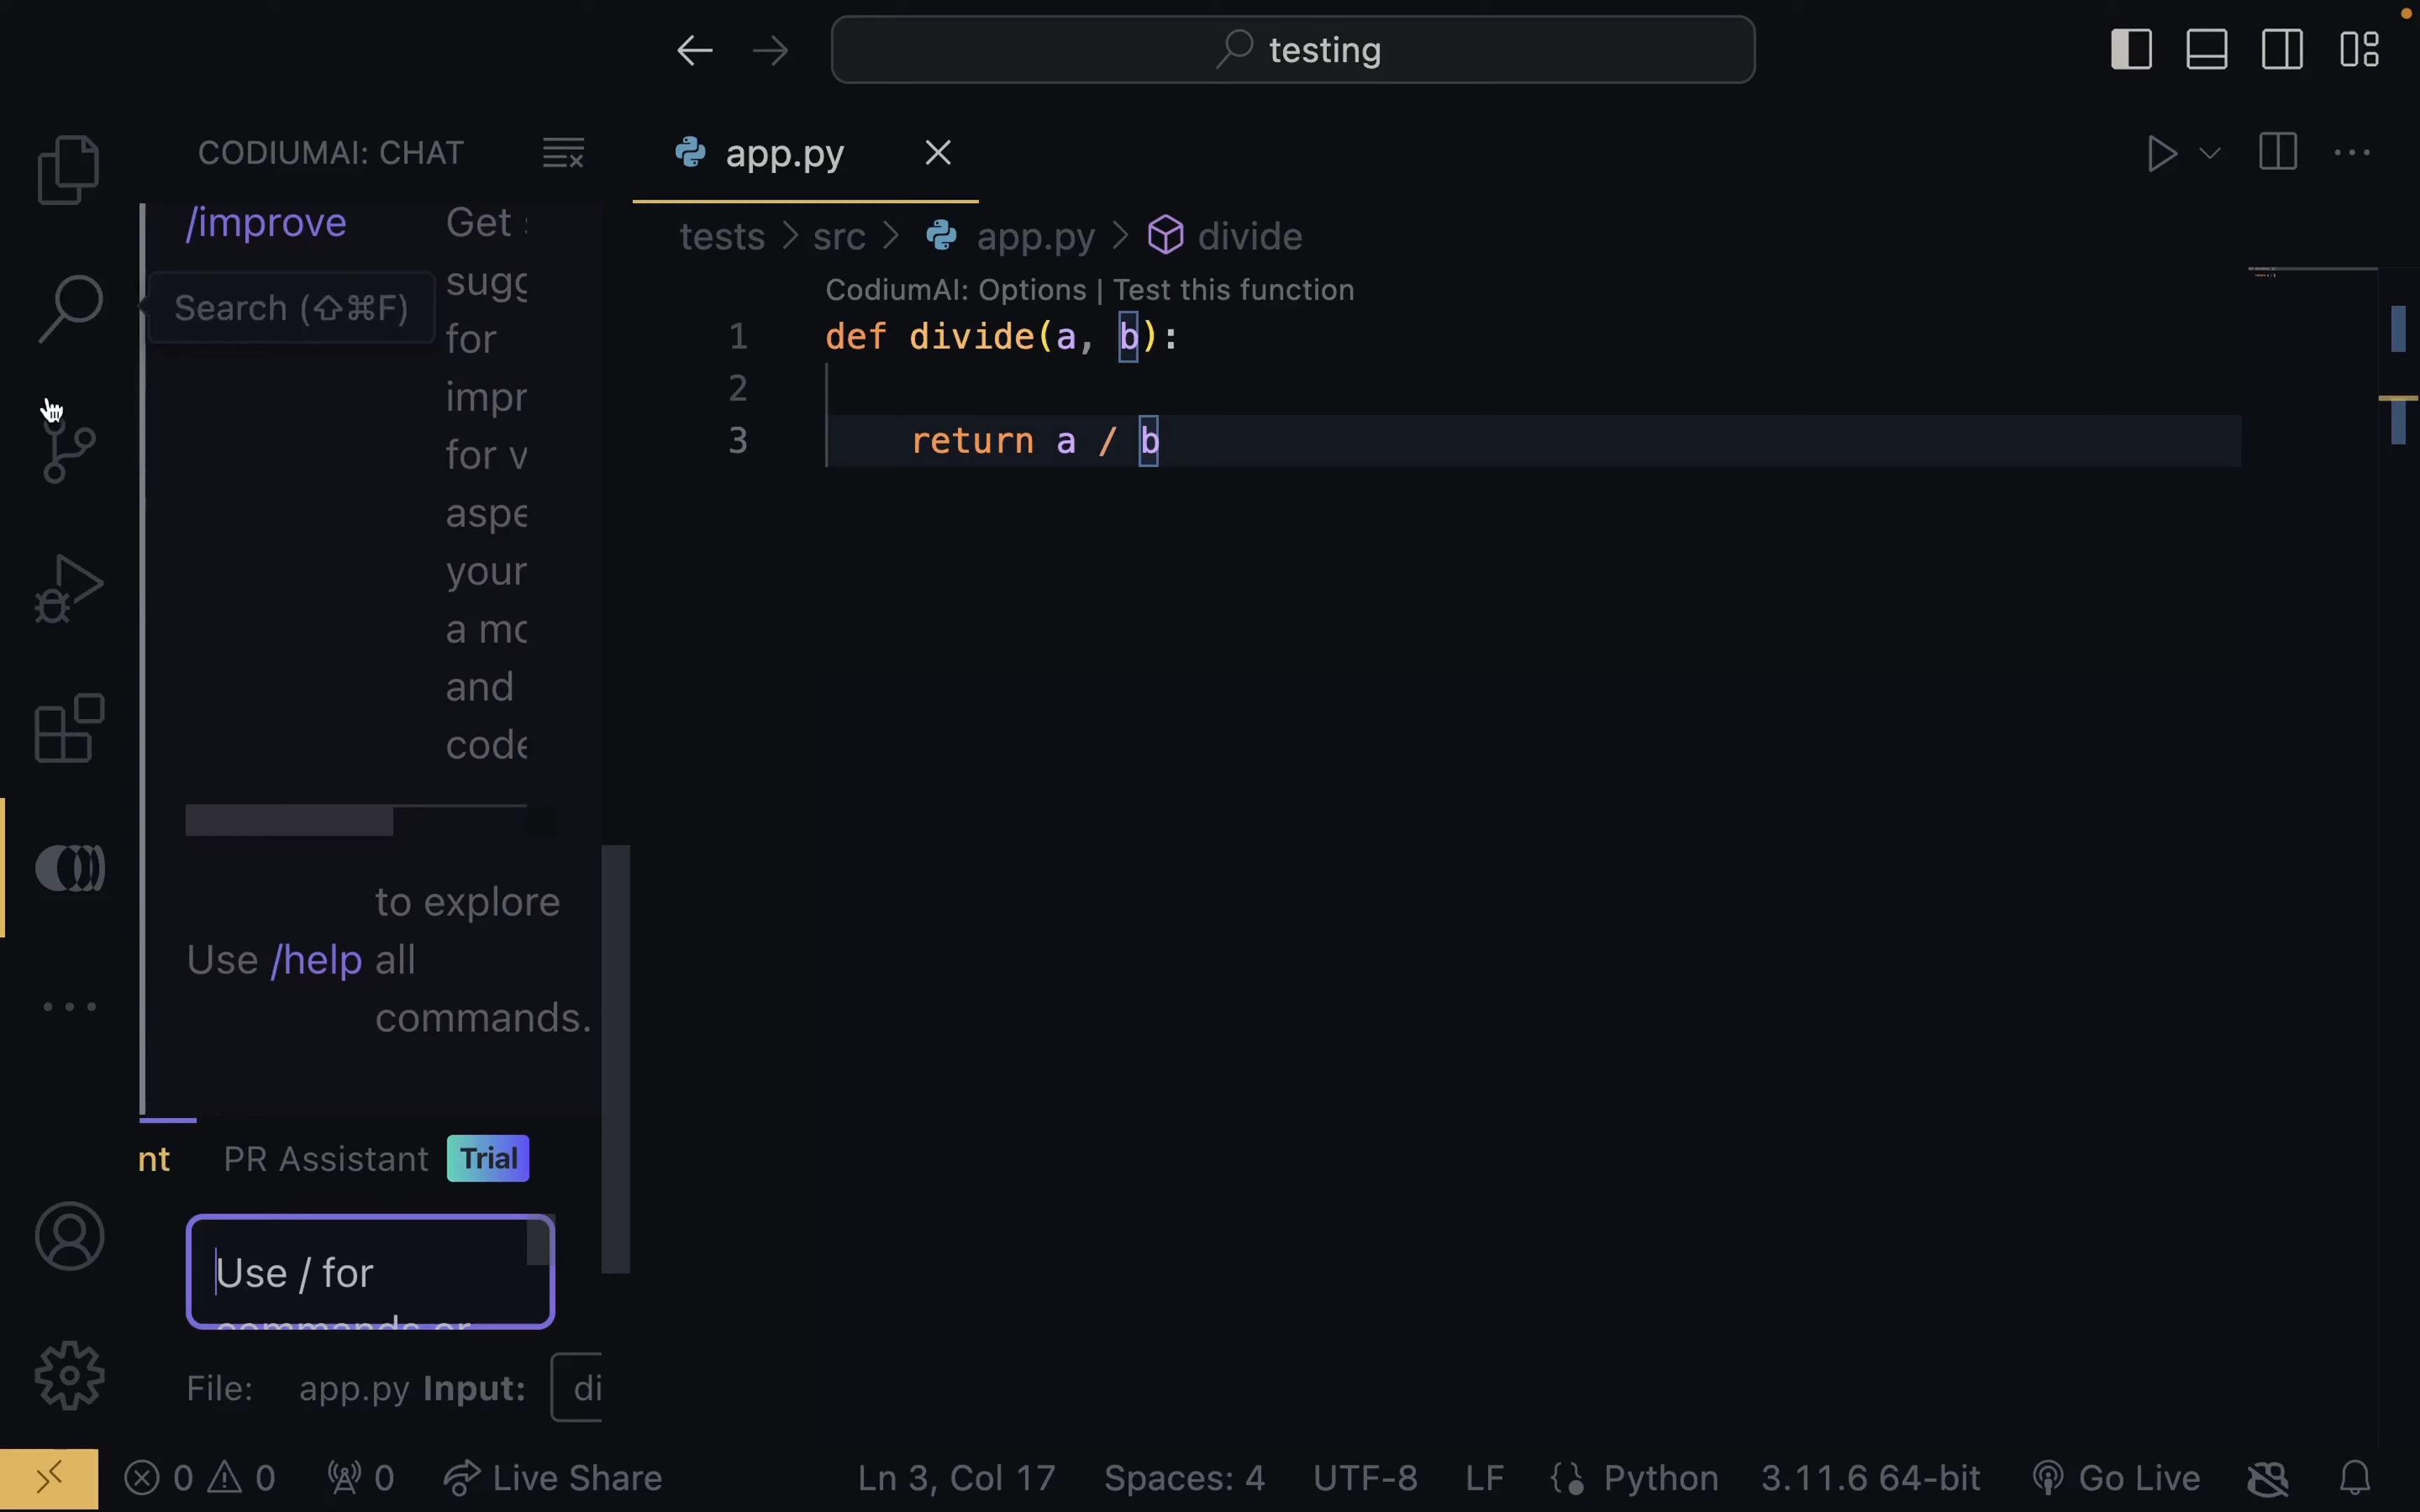 testing
CODIUMAI: CHAT
/improve
Get
Search (⇧⌘F)
for
for v
your
and
to explore
Use /help all
commands.
nt
PR Assistant
Trial
Use / for
commands or
File: app.py Input: di
app.py
tests > src > app.py > divide
CodiumAI: Options | Test this function
1 def divide(a, b):
2
3 return a / b
0 0 0 Live Share
Ln 3, Col 17 Spaces: 4 UTF-8 LF Python 3.11.6 64-bit Go Live